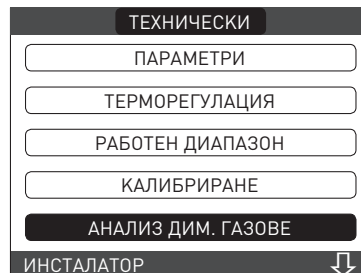 ТЕХНИЧЕСКИ
ПАРАМЕТРИ
ТЕРМОРЕГУЛАЦИЯ
РАБОТЕН ДИАПАЗОН
КАЛИБРИРАНЕ
АНАЛИЗ ДИМ. ГАЗОВЕ
ИНСТАЛАТОР